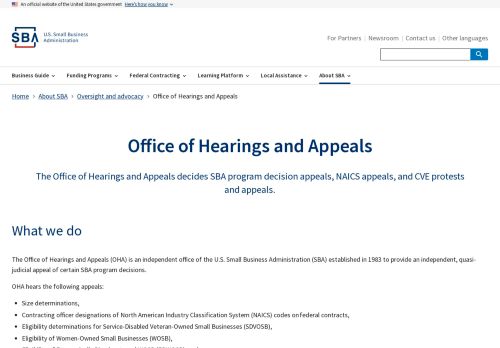 An official website of the United States government Here's how you know
SBA U.S. Small Business
Administration
For Partners | Newsroom | Contact us | Other languages
Business Guide Funding Programs Federal Contracting Learning Platform Local Assistance About SBA
Home › About SBA › Oversight and advocacy › Office of Hearings and Appeals
Office of Hearings and Appeals
The Office of Hearings and Appeals decides SBA program decision appeals, NAICS appeals, and CVE protests
and appeals.
What we do
The Office of Hearings and Appeals (OHA) is an independent office of the U.S. Small Business Administration (SBA) established in 1983 to provide an independent, quasi-
judicial appeal of certain SBA program decisions.
OHA hears the following appeals:
• Size determinations,
• Contracting officer designations of North American Industry Classification System (NAICS) codes on federal contracts,
• Eligibility determinations for Service-Disabled Veteran-Owned Small Businesses (SDVOSB),
• Eligibility of Women-Owned Small Businesses (WOSB),